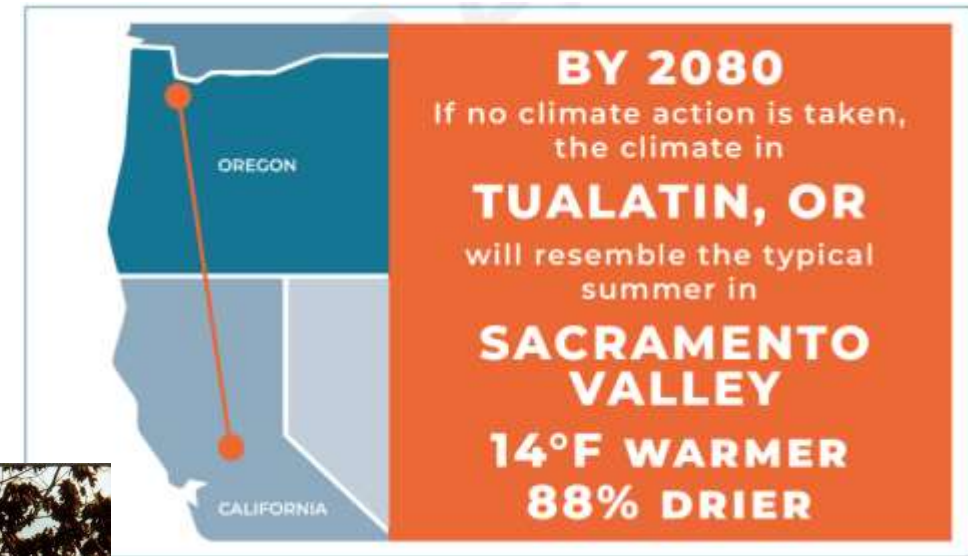 OREGON
CALIFORNIA
BY 2080
If no climate action is taken,
the climate in
TUALATIN, OR
will resemble the typical
summer in
SACRAMENTO
VALLEY
14°F WARMER
88% DRIER